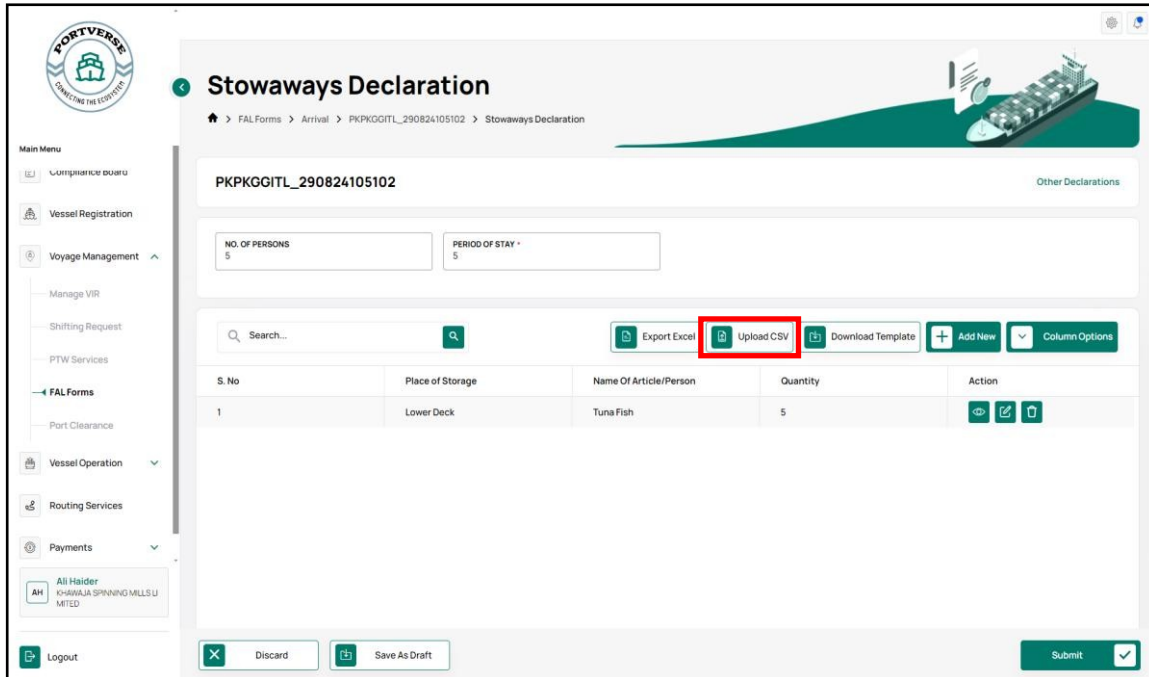 PORTVERSE
CONNECTING THE ECOSYSTEM
Main Menu
Compliance Board
Vessel Registration
Voyage Management
Manage VIR
Shifting Request
PTW Services
FAL Forms
Port Clearance
Vessel Operation
Routing Services
Payments
AH
Ali Haider
KHAWAJA SPINNING MILLS LI
MITED
Logout
Stowaways Declaration
> FAL Forms > Arrival > PKPKGGITL_290824105102 > Stowaways Declaration
PKPKGGITL_290824105102 Other Declarations
NO. OF PERSONS PERIOD OF STAY *
5 5
Search... Export Excel Upload CSV Download Template + Add New Column Options
S. No Place of Storage Name Of Article/Person Quantity Action
1 Lower Deck Tuna Fish 5
Discard Save As Draft Submit